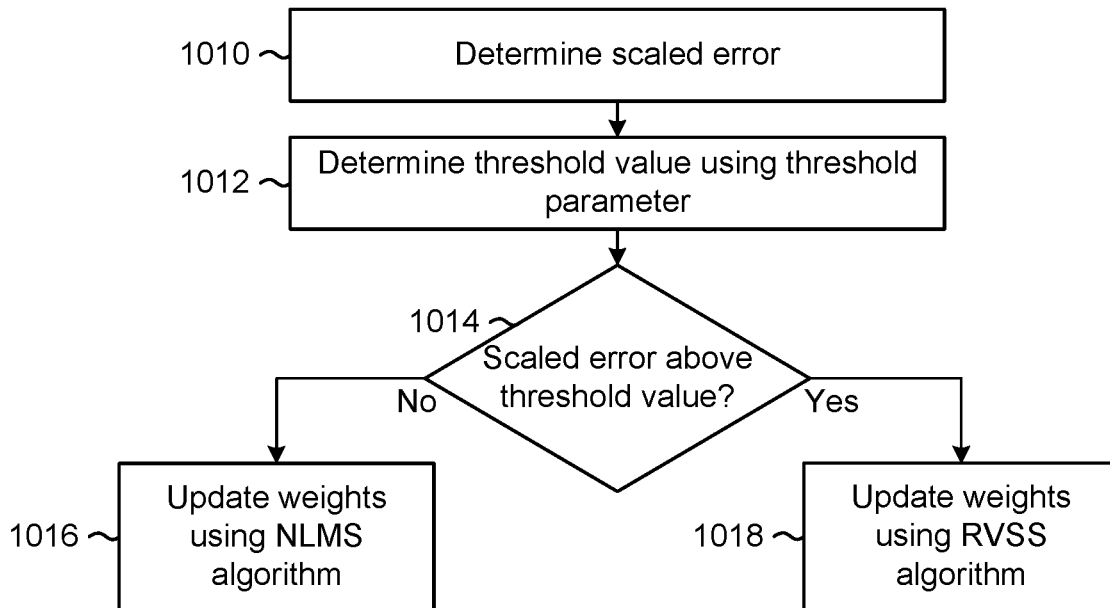 1010
Determine scaled error
1012
Determine threshold value using threshold
parameter
1014
Scaled error above
threshold value?
No
Yes
1016
Update weights
using NLMS
algorithm
1018
Update weights
using RVSS
algorithm